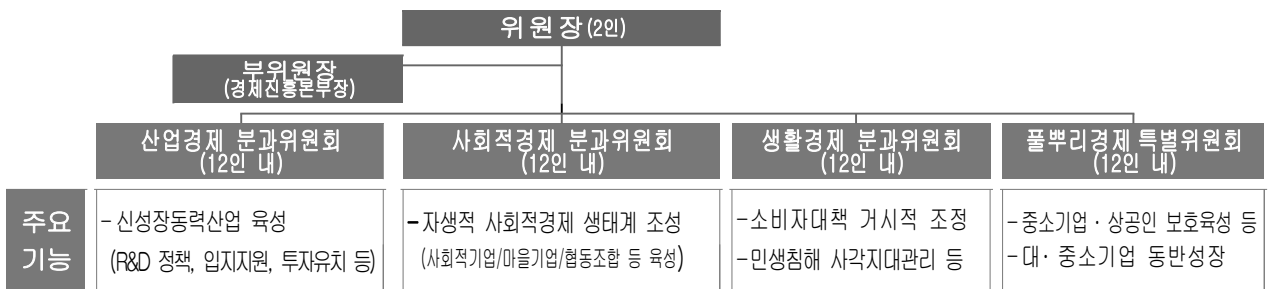 위 원 장 (2인)
부위원장
(경제진흥본부장)
산업경제 분과위원회
(12인 내)
사회적경제 분과위원회
(12인 내)
생활경제 분과위원회
(12인 내)
풀뿌리경제 특별위원회
(12인 내)
주요
기능
- 신성장동력산업 육성
(R&D 정책, 입지지원, 투자유치 등)
- 자생적 사회적경제 생태계 조성
(사회적기업/마을기업/협동조합 등 육성)
- 소비자대책 거시적 조정
- 민생침해 사각지대관리 등
- 중소기업 · 상공인 보호육성 등
- 대 · 중소기업 동반성장